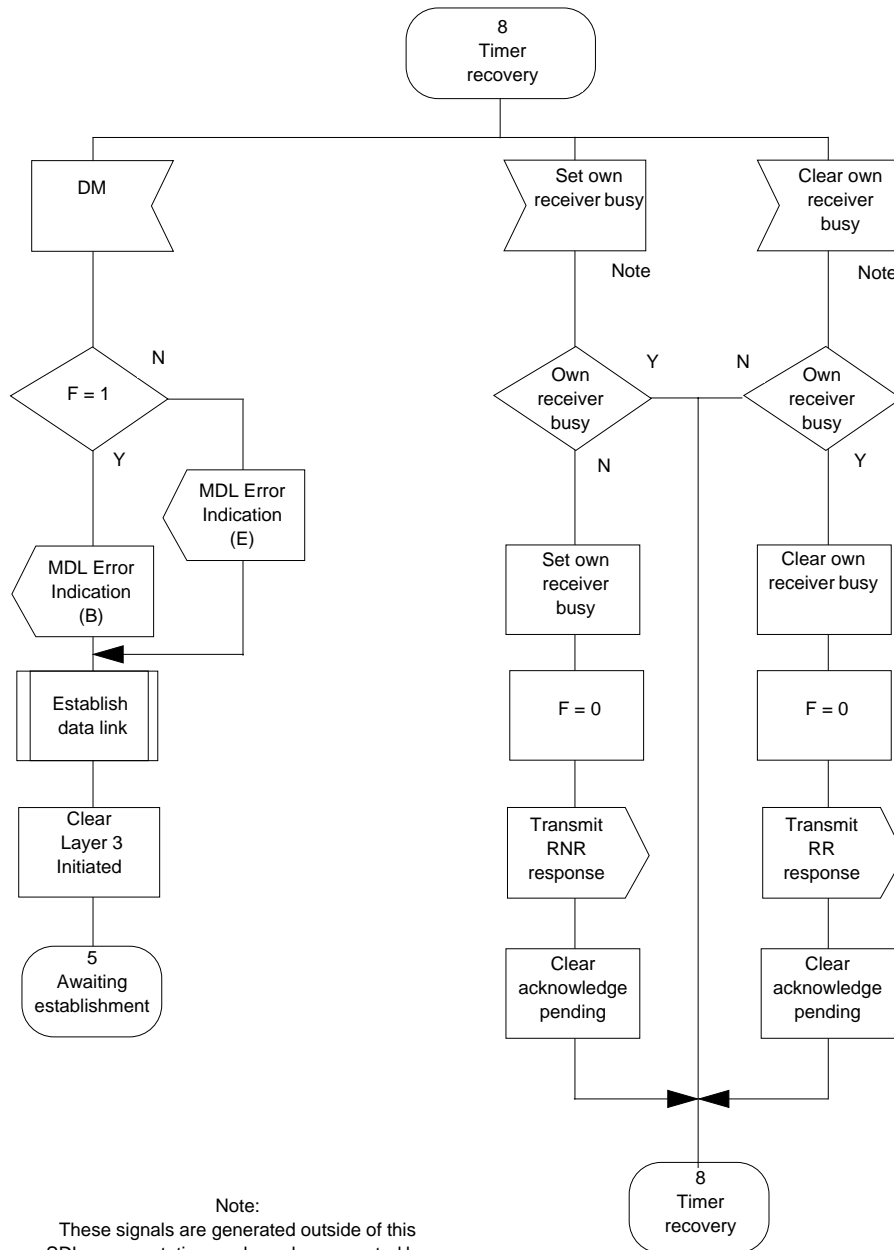 8
Timer
recovery
DM
Set own
receiver busy
Clear own
receiver
busy
Note
Note
N
F = 1
Y
Y
Own
receiver
busy
N
N
Own
receiver
busy
Y
MDL Error
Indication
(E)
MDL Error
Indication
(B)
Set own
receiver
busy
Clear own
receiver busy
Establish
data link
F = 0
F = 0
Clear
Layer 3
Initiated
Transmit
RNR
response
Transmit
RR
response
5
Awaiting
establishment
Clear
acknowledge
pending
Clear
acknowledge
pending
8
Timer
recovery
Note:
These signals are generated outside of this